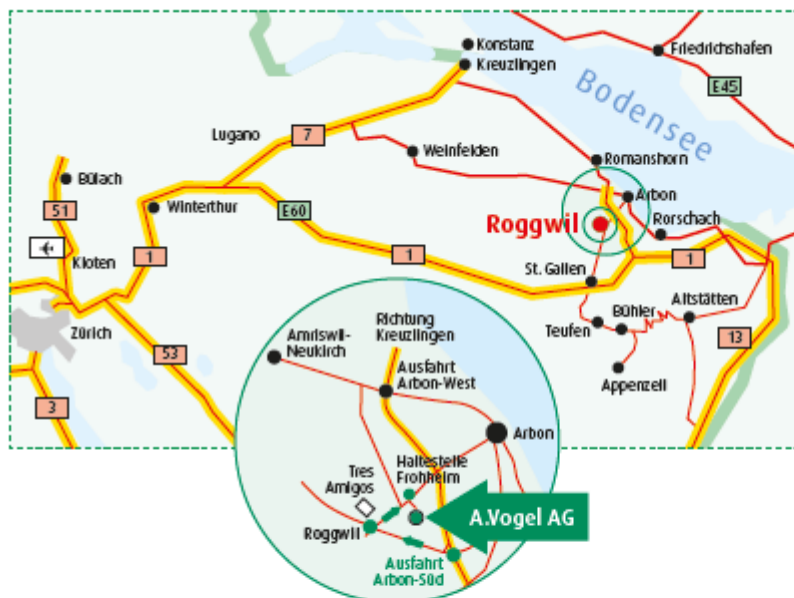 Konstanz
Kreuzlingen
Friedrichshafen
E45
Bodensee
Lugano
7
Weinfelden
Romanshorn
Bülach
51
Winterthur
E60
Arbon
Roggwil
Rorschach
Kloten
1
1
St. Gallen
1
Zürich
53
Teufen
Bühler
Altstätten
13
Appenzell
3
Richtung
Kreuzlingen
Amriswil-
Neukirch
Ausfahrt
Arbon-West
Arbon
Haltestelle
Frohheim
Tres
Amigos
A.Vogel AG
Roggwil
Ausfahrt
Arbon-Süd